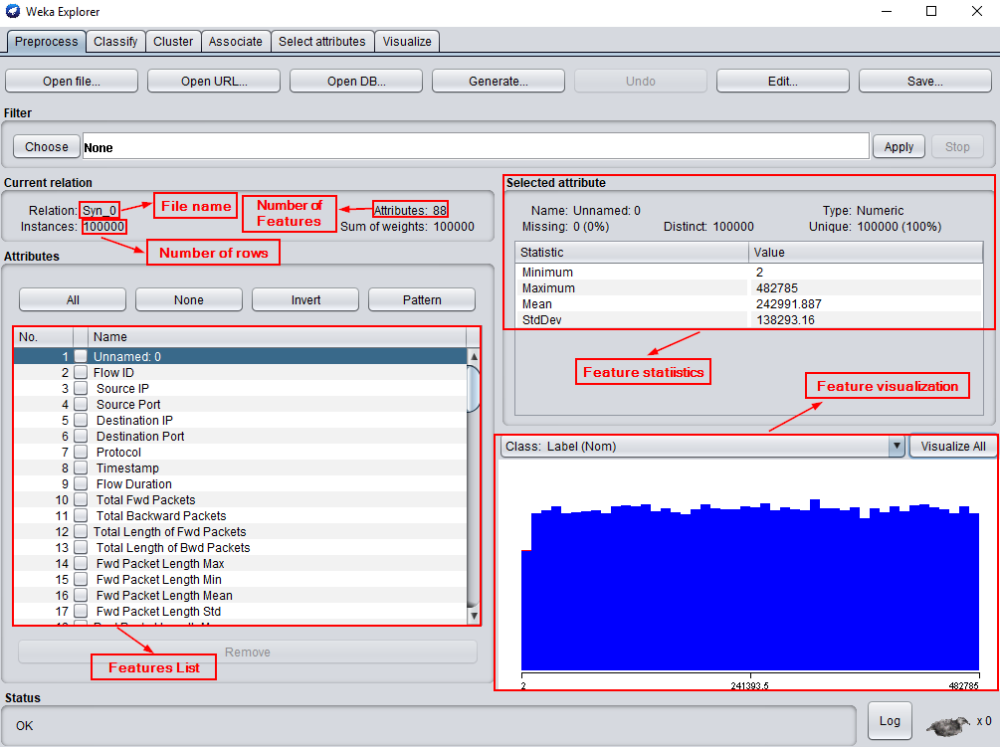 Weka Explorer
Preprocess Classify Cluster Associate Select attributes Visualize
Open file... Open URL... Open DB... Generate... Undo Edit... Save...
Filter
Choose None Apply Stop
Current relation
Relation: Syn_0 File name Number of Features Attributes: 88
Instances: 100000 Sum of weights: 100000
Number of rows
Selected attribute
Name: Unnamed: 0 Type: Numeric
Missing: 0 (0%) Distinct: 100000 Unique: 100000 (100%)
Statistic Value
Minimum 2
Maximum 482785
Mean 242991.887
StdDev 138293.16
Feature statiistics
Feature visualization
Attributes
All None Invert Pattern
No. Name
1 Unnamed: 0
2 Flow ID
3 Source IP
4 Source Port
5 Destination IP
6 Destination Port
7 Protocol
8 Timestamp
9 Flow Duration
10 Total Fwd Packets
11 Total Backward Packets
12 Total Length of Fwd Packets
13 Total Length of Bwd Packets
14 Fwd Packet Length Max
15 Fwd Packet Length Min
16 Fwd Packet Length Mean
17 Fwd Packet Length Std
Remove
Features List
Class: Label (Nom) Visualize All
2 241393.5 482785
Status
OK Log x 0